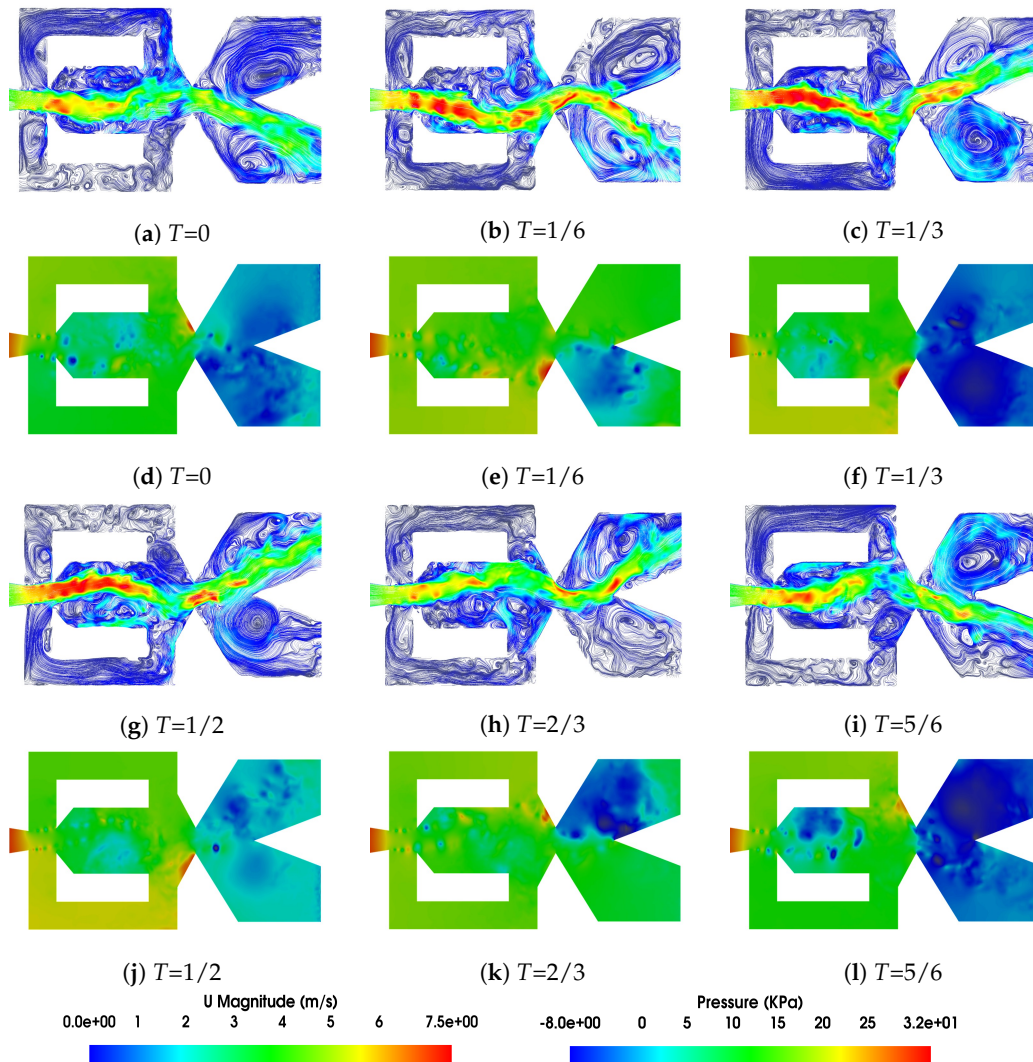 (a) T=0 (b) T=1/6 (c) T=1/3
(d) T=0 (e) T=1/6 (f) T=1/3
(g) T=1/2 (h) T=2/3 (i) T=5/6
(j) T=1/2 (k) T=2/3 (l) T=5/6
U Magnitude (m/s) Pressure (KPa)
0.0e+00 1 2 3 4 5 6 7.5e+00 -8.0e+00 0 5 10 15 20 25 3.2e+01